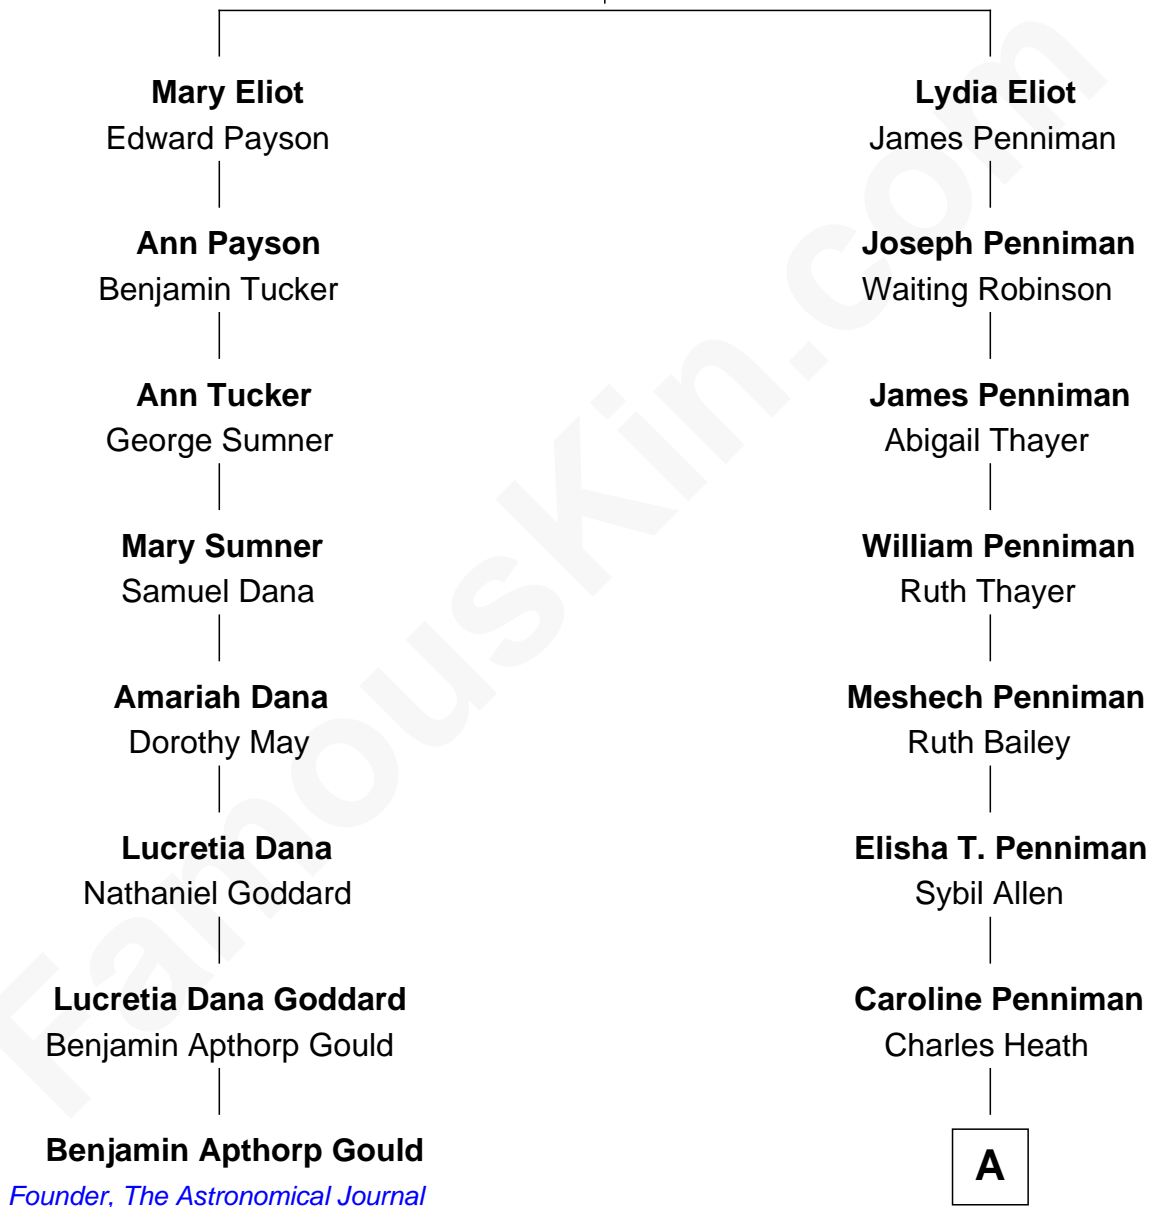 Mary Eliot
Edward Payson
Ann Payson
Benjamin Tucker
Ann Tucker
George Sumner
Mary Sumner
Samuel Dana
Amariah Dana
Dorothy May
Lucretia Dana
Nathaniel Goddard
Lucretia Dana Goddard
Benjamin Apthorp Gould
Benjamin Apthorp Gould
Founder, The Astronomical Journal
Lydia Eliot
James Penniman
Joseph Penniman
Waiting Robinson
James Penniman
Abigail Thayer
William Penniman
Ruth Thayer
Meshech Penniman
Ruth Bailey
Elisha T. Penniman
Sybil Allen
Caroline Penniman
Charles Heath
A
FamousKin.com